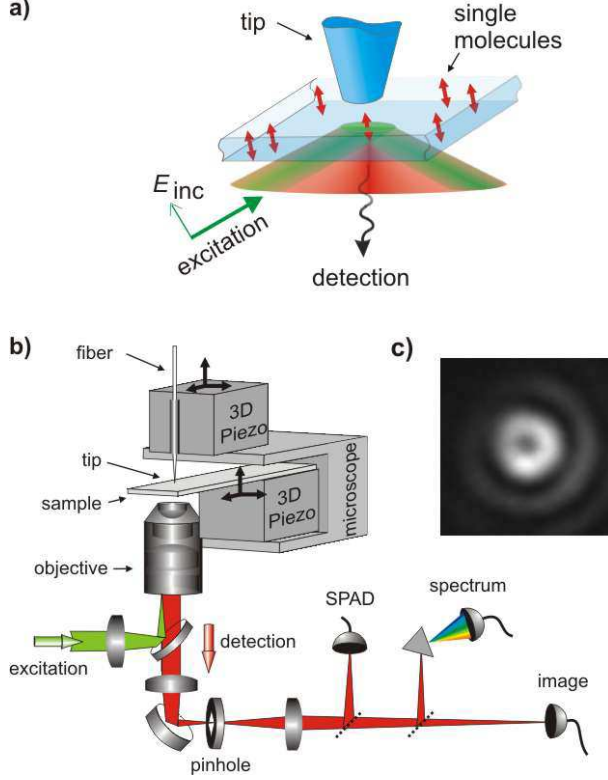 a)
tip
single
molecules
E inc
excitation
detection
b)
fiber
3D
Piezo
tip
sample
3D
Piezo
microscope
objective
excitation
detection
pinhole
SPAD
spectrum
image
c)